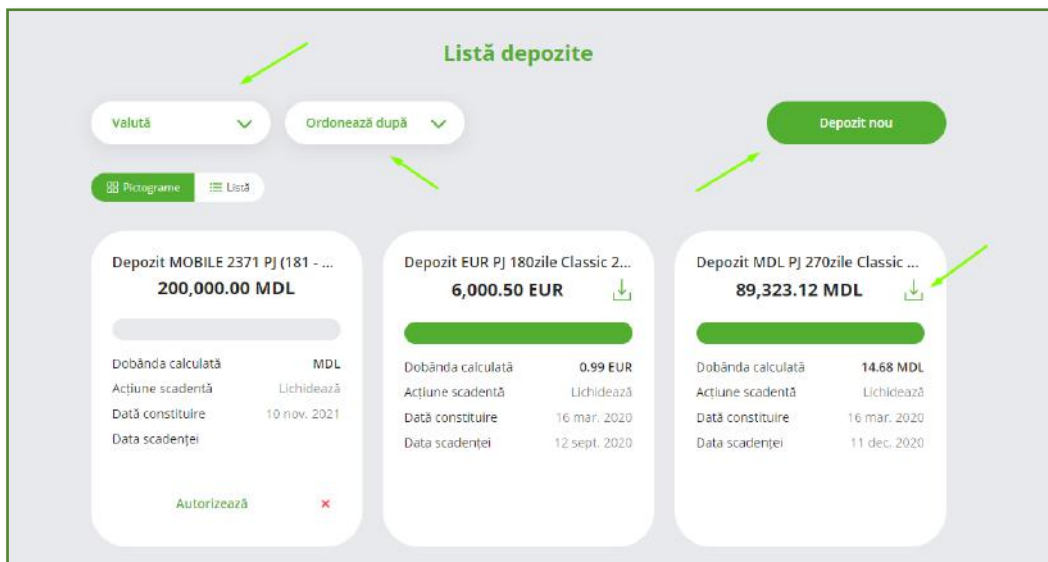 Listă depozite
Valută
Ordonează după
Depozit nou
Pictograme
Listă
Depozit MOBILE 2371 PJ (181 - ...
200,000.00 MDL
Dobânda calculată MDL
Acțiune scadentă Lichidează
Dată constituire 10 nov. 2021
Data scadenței
Autorizează
Depozit EUR PJ 180zile Classic 2...
6,000.50 EUR
Dobânda calculată 0.99 EUR
Acțiune scadentă Lichidează
Dată constituire 16 mar. 2020
Data scadenței 12 sept. 2020
Depozit MDL PJ 270zile Classic ...
89,323.12 MDL
Dobânda calculată 14.68 MDL
Acțiune scadentă Lichidează
Dată constituire 16 mar. 2020
Data scadenței 11 dec. 2020